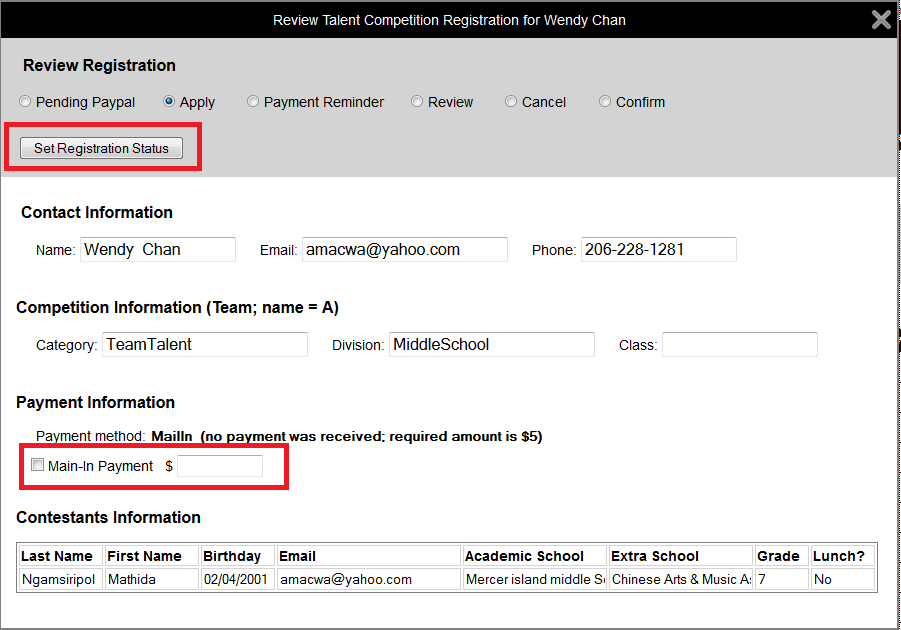 Review Talent Competition Registration for Wendy Chan
Review Registration
Pending Paypal Apply Payment Reminder Review Cancel Confirm
Set Registration Status
Contact Information
Name: Wendy Chan Email: amacwa@yahoo.com Phone: 206-228-1281
Competition Information (Team; name = A)
Category: TeamTalent Division: MiddleSchool Class:
Payment Information
Payment method: MailIn (no payment was received; required amount is $5)
Main-In Payment $
Contestants Information
Last Name First Name Birthday Email Academic School Extra School Grade Lunch?
Ngamsiripol Mathida 02/04/2001 amacwa@yahoo.com Mercer island middle Sc Chinese Arts & Music As 7 No